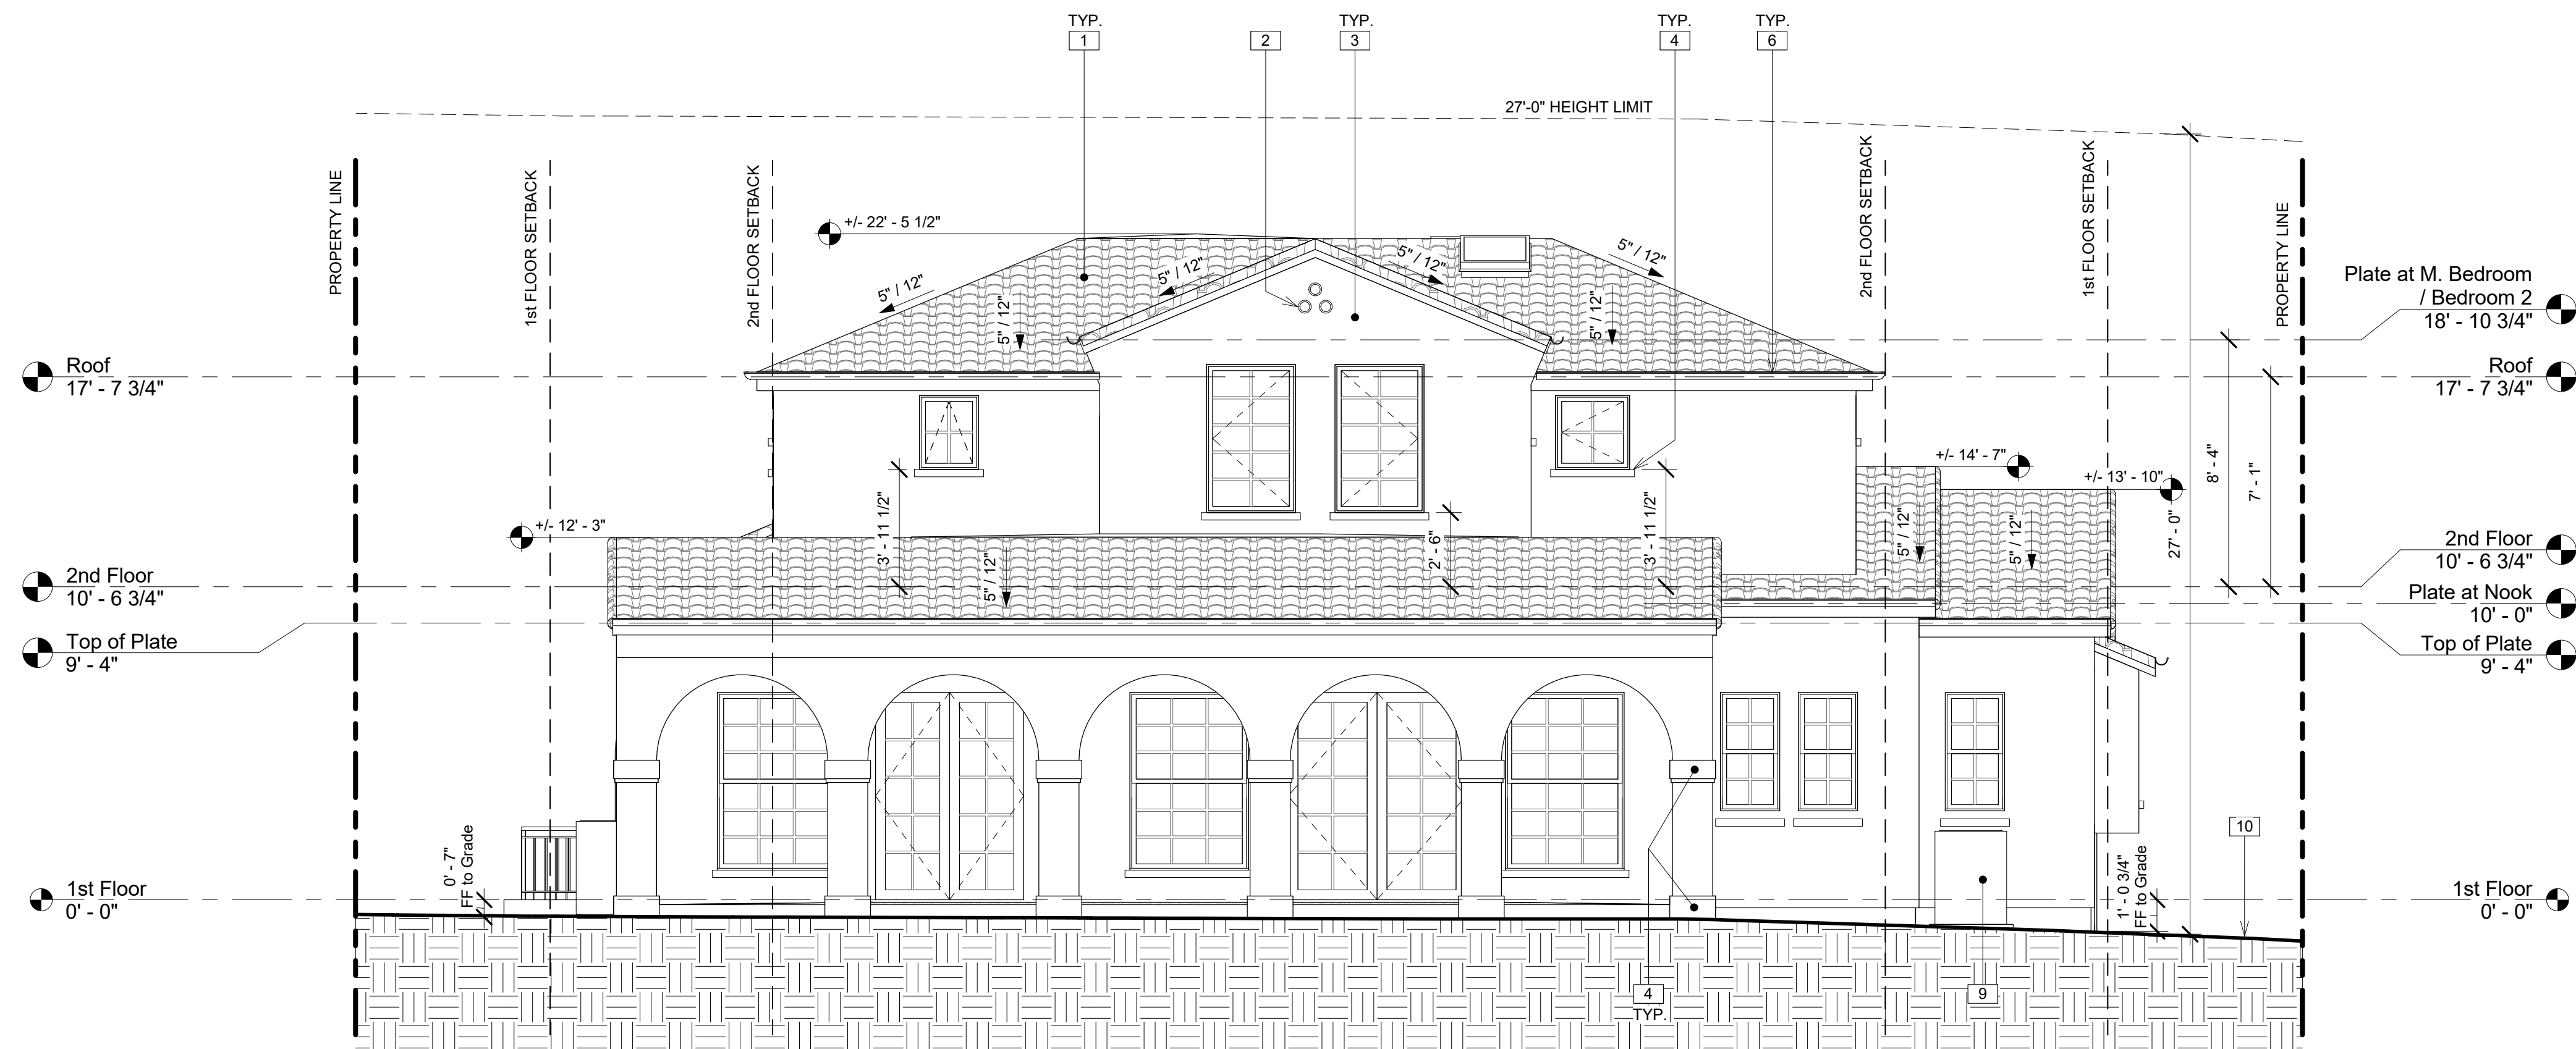 TYP.
1
2
TYP.
3
TYP.
4
TYP.
6
27'-0" HEIGHT LIMIT
PROPERTY LINE
1st FLOOR SETBACK
2nd FLOOR SETBACK
2nd FLOOR SETBACK
1st FLOOR SETBACK
PROPERTY LINE
+/- 22' - 5 1/2"
5" / 12"
5" / 12"
5" / 12"
5" / 12"
5" / 12"
5" / 12"
Plate at M. Bedroom
/ Bedroom 2
18' - 10 3/4"
Roof
17' - 7 3/4"
Roof
17' - 7 3/4"
+/- 14' - 7"
+/- 13' - 10"
8' - 4"
7' - 1"
+/- 12' - 3"
3' - 11 1/2"
2' - 6"
3' - 11 1/2"
5" / 12"
5" / 12"
5" / 12"
27' - 0"
2nd Floor
10' - 6 3/4"
2nd Floor
10' - 6 3/4"
Plate at Nook
10' - 0"
Top of Plate
9' - 4"
Top of Plate
9' - 4"
0' - 7"
FF to Grade
1' - 0 3/4"
FF to Grade
10
1st Floor
0' - 0"
1st Floor
0' - 0"
4
TYP.
9